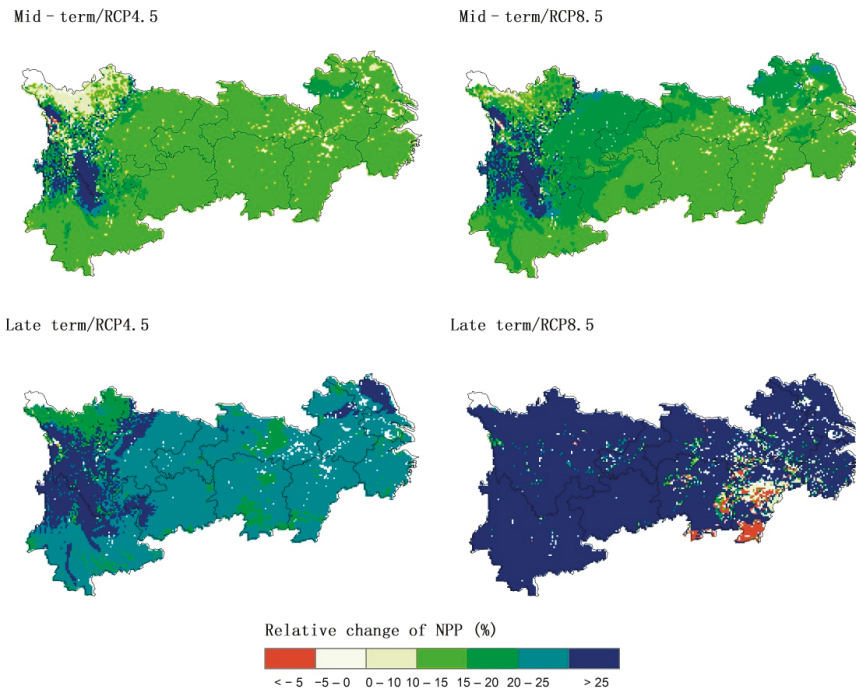 Mid-term/RCP4.5
Mid-term/RCP8.5
Late term/RCP4.5
Late term/RCP8.5
Relative change of NPP (%)
<-5 -5-0 0-10 10-15 15-20 20-25 >25